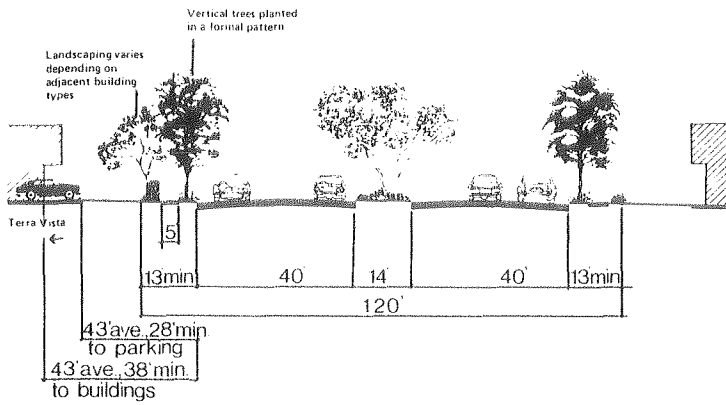 Vertical trees planted
in a formal pattern
Landscaping varies
depending on
adjacent building
types
Terra Vista
5'
13'min
40'
14'
40'
13'min
120'
43'ave.,28'min.
to parking
43'ave.,38'min.
to buildings